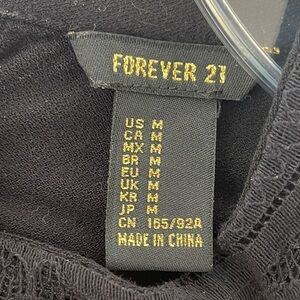 FOREVER 21
US M
CA M
MX M
BR M
EU M
UK M
KR M
JP M
CN 165/92A
MADE IN CHINA